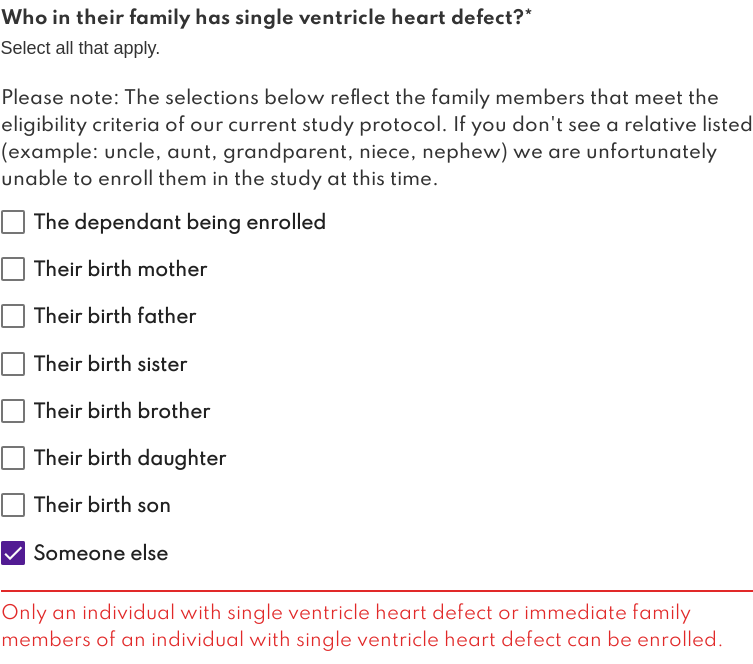 Who in their family has single ventricle heart defect?*
Select all that apply.
Please note: The selections below reflect the family members that meet the
eligibility criteria of our current study protocol. If you don't see a relative listed
(example: uncle, aunt, grandparent, niece, nephew) we are unfortunately
unable to enroll them in the study at this time.
The dependant being enrolled
Their birth mother
Their birth father
Their birth sister
Their birth brother
Their birth daughter
Their birth son
Someone else
Only an individual with single ventricle heart defect or immediate family
members of an individual with single ventricle heart defect can be enrolled.